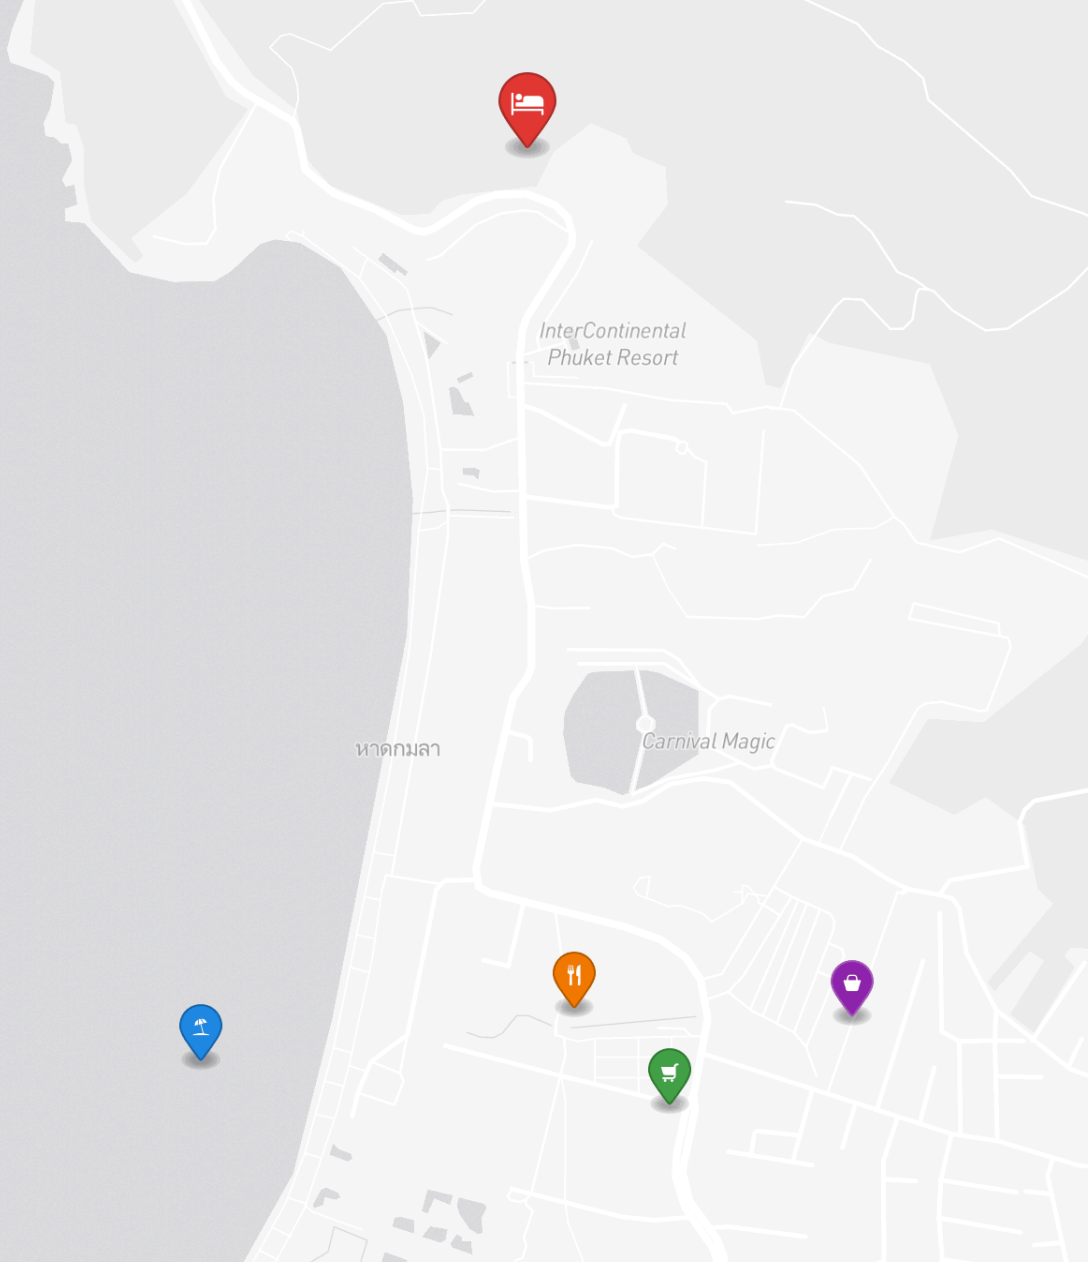 InterContinental
Phuket Resort
Carnival Magic
หาดกมลา